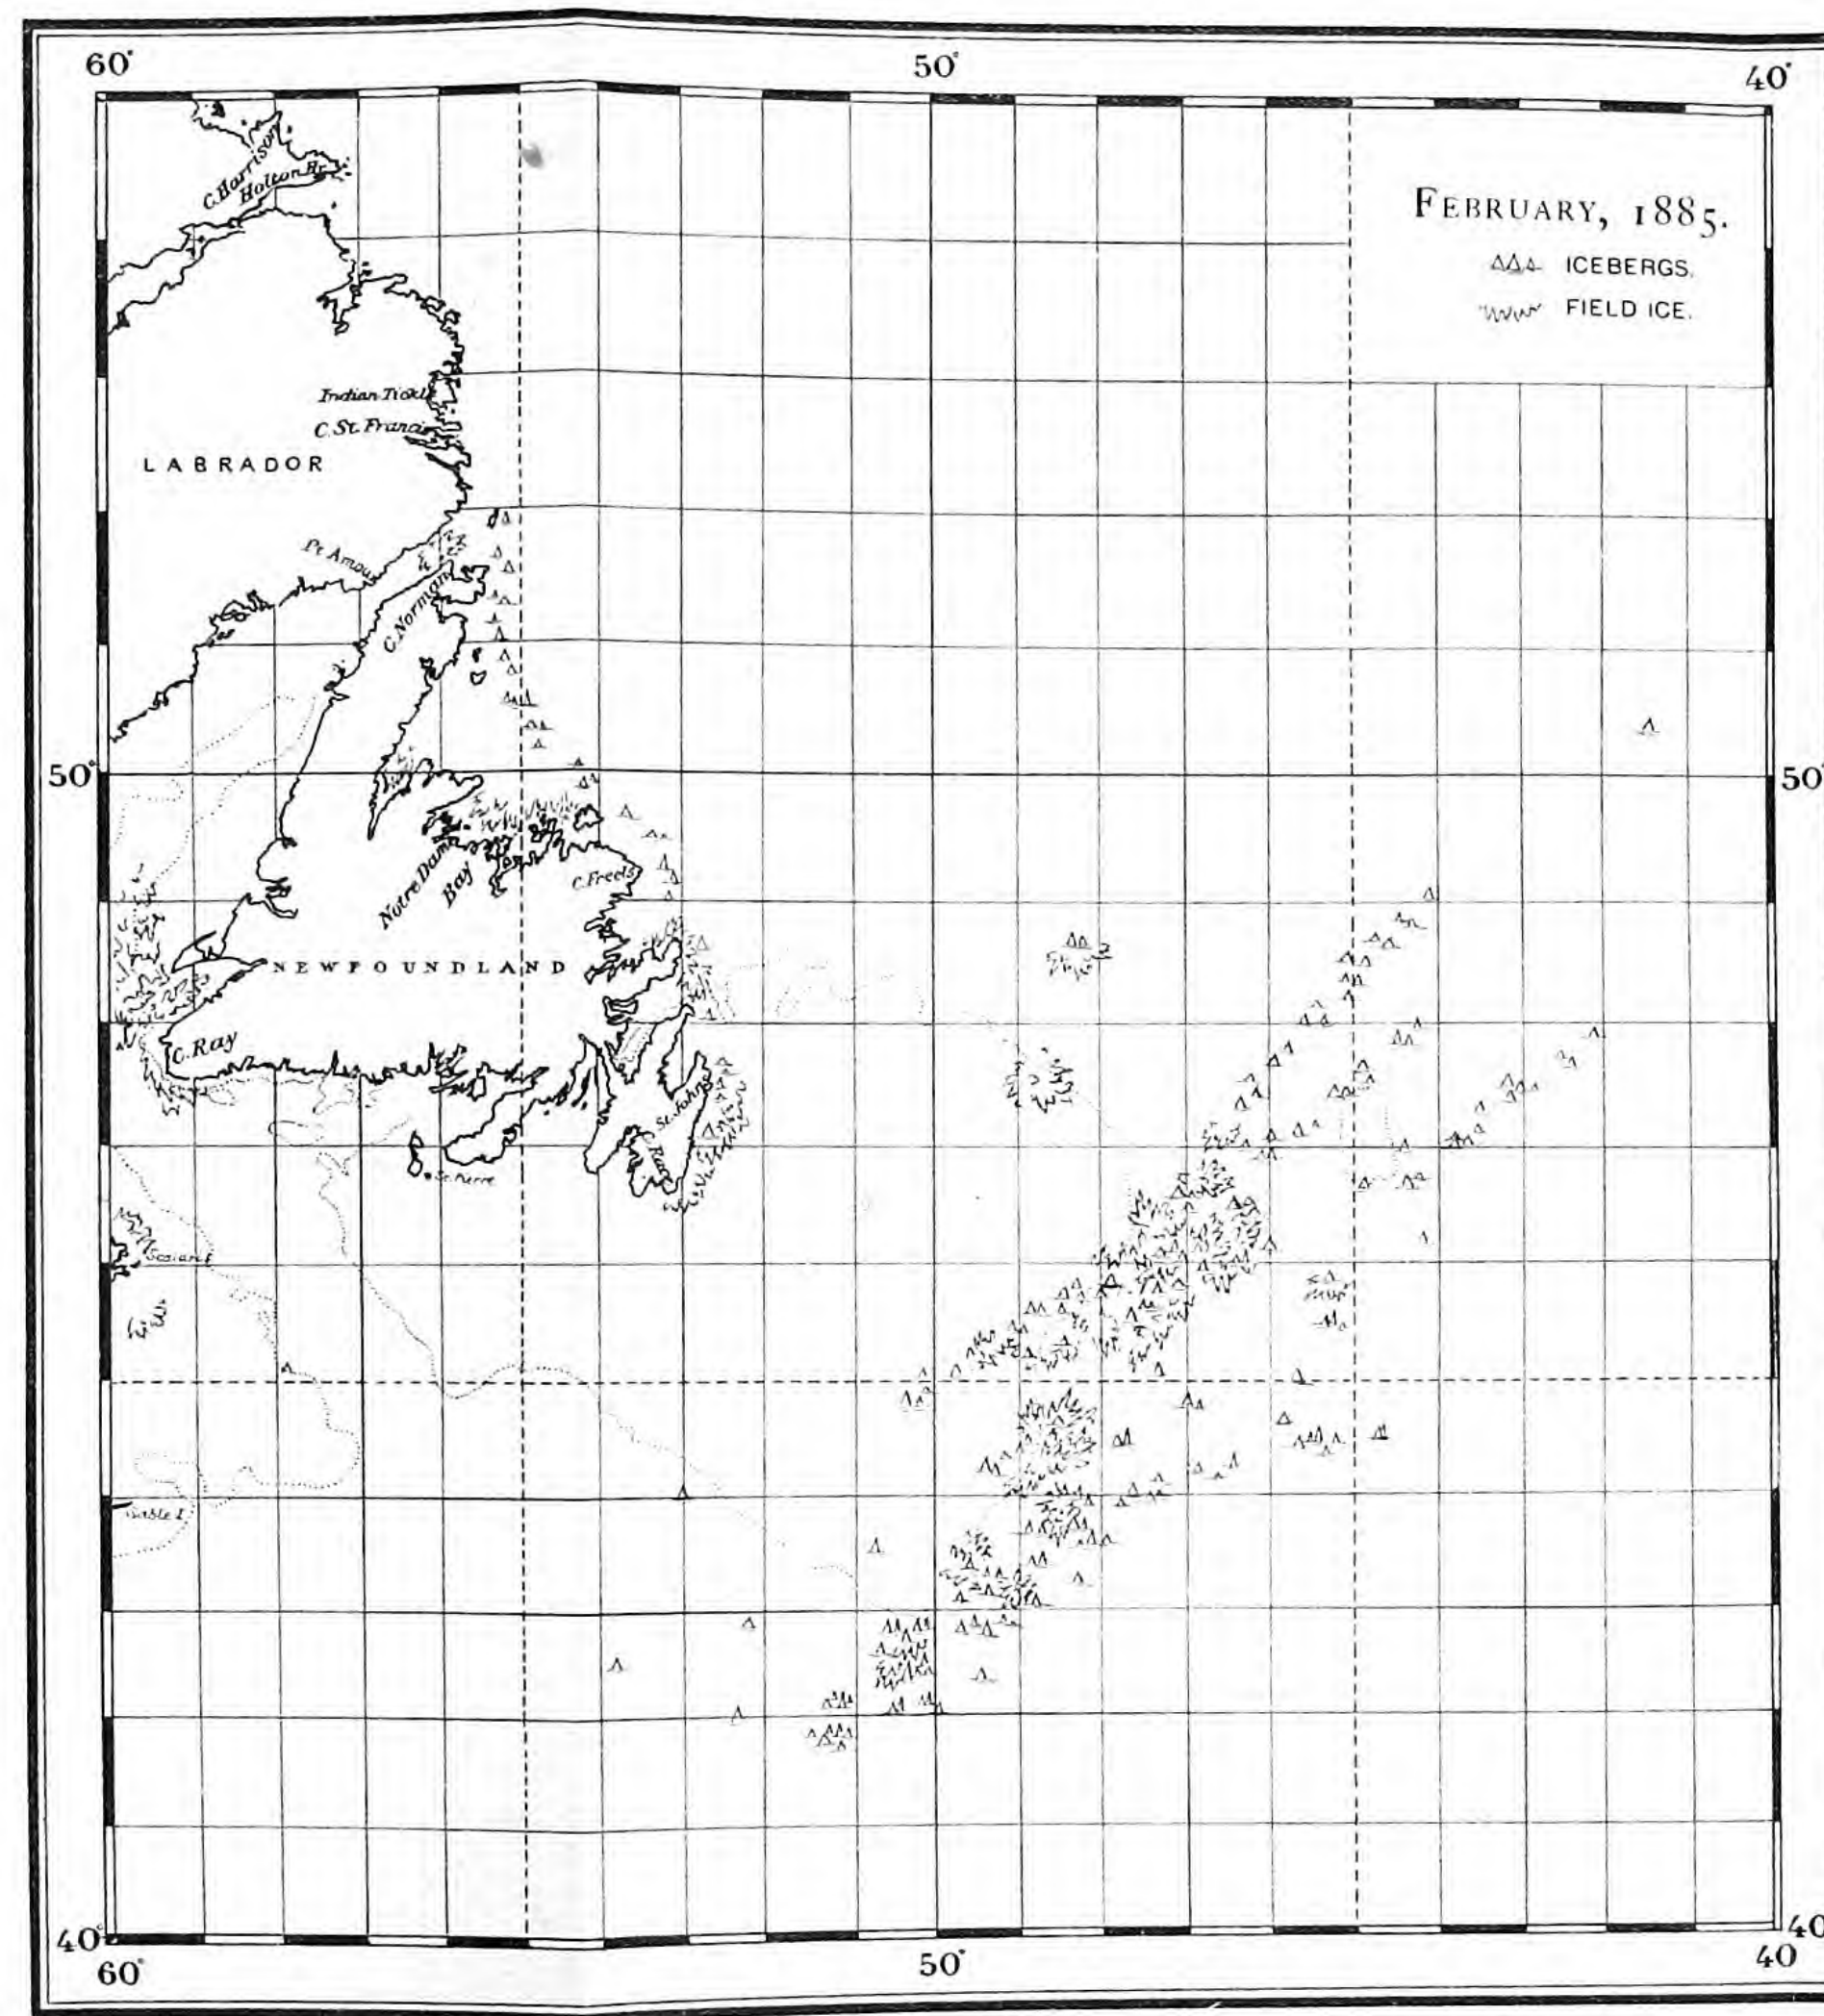 60° 50° 40°
FEBRUARY, 1885.
ICEBERGS.
FIELD ICE.
C. Harrison
Holton Hr.
Indian Tickle
C. St. Francis
LABRADOR
Pt. Amour
C. Norman
50° 50°
Notre Dame
Bay
C. Freels
NEWFOUNDLAND
C. Ray
St. Johns
C. Race
St. Pierre
Scatari I.
Sable I.
40° 40
60° 50° 40°